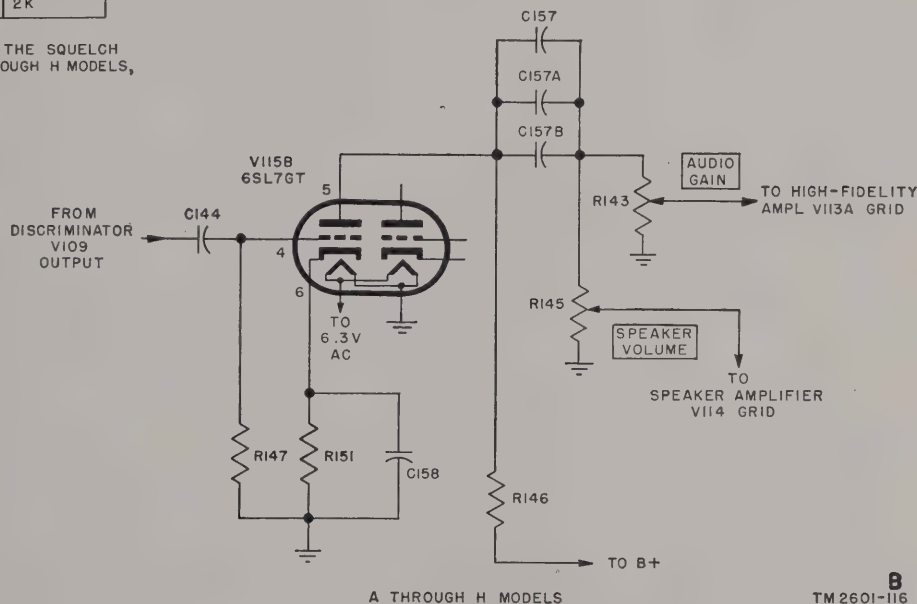 2K
THE SQUELCH
OUGH H MODELS,
C157
C157A
C157B
V115B
6SL7GT
5
4
6
FROM
DISCRIMINATOR
V109
OUTPUT
C144
TO
6.3V
AC
R147
R151
C158
R146
TO B+
R143
AUDIO
GAIN
TO HIGH-FIDELITY
AMPL V113A GRID
R145
SPEAKER
VOLUME
TO
SPEAKER AMPLIFIER
V114 GRID
A THROUGH H MODELS
B
TM2601-116